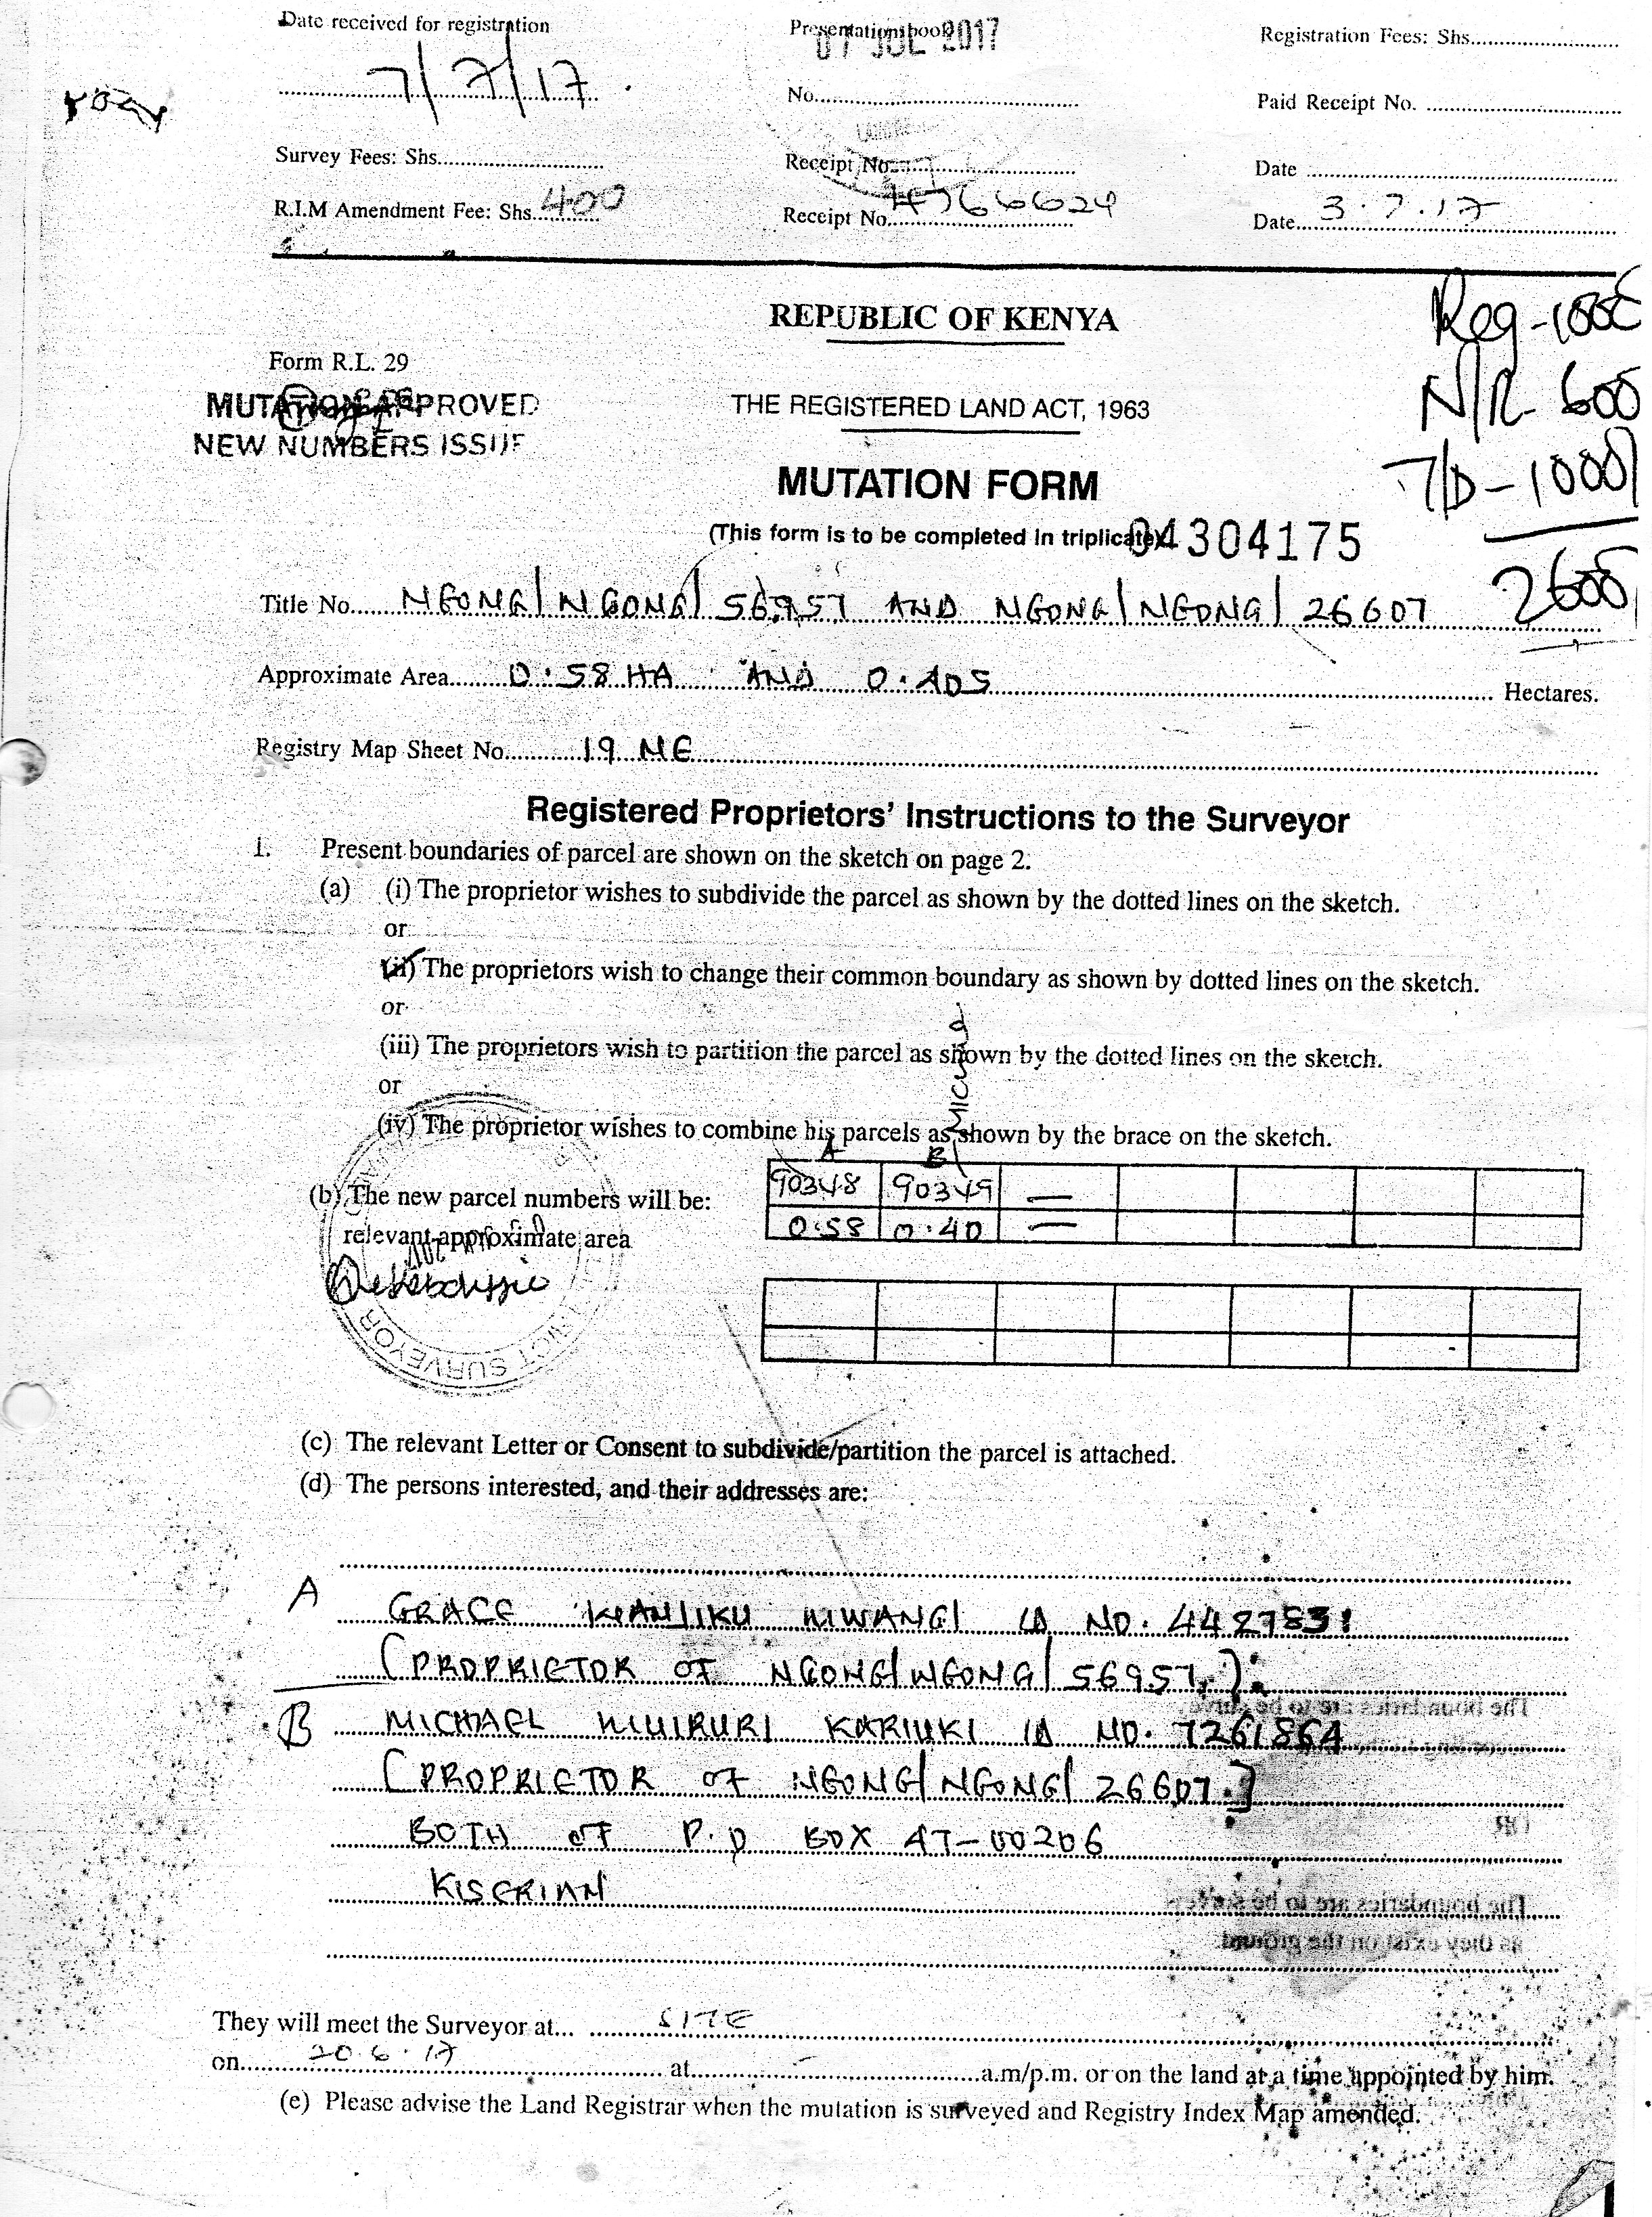 Date received for registration
7/7/17
Presentation book
07 JUL 2017
No.
Registration Fees: Shs.
Paid Receipt No.
Survey Fees: Shs.
Receipt No.
Date
R.I.M Amendment Fee: Shs. 400
Receipt No. 4766629
Date 3.7.17
REPUBLIC OF KENYA
Form R.L. 29
MUTATION APPROVED
NEW NUMBERS ISSUE
THE REGISTERED LAND ACT, 1963
Reg-1000
N/R- 600
T/D-1000
2600
MUTATION FORM
(This form is to be completed in triplicate)
04304175
Title No. NGONG/NGONG/56957 AND NGONG/NGONG/26607
Approximate Area 0.58 HA AND 0.405 Hectares.
Registry Map Sheet No. 19 NE
Registered Proprietors' Instructions to the Surveyor
1. Present boundaries of parcel are shown on the sketch on page 2.
(a) (i) The proprietor wishes to subdivide the parcel as shown by the dotted lines on the sketch.
or
(ii) The proprietors wish to change their common boundary as shown by dotted lines on the sketch.
or
(iii) The proprietors wish to partition the parcel as shown by the dotted lines on the sketch.
or
(iv) The proprietor wishes to combine his parcels as shown by the brace on the sketch.
A B
Micheal
(b) The new parcel numbers will be: 90348 90349 —
relevant approximate area 0.58 0.40 —
SURVEYOR
(c) The relevant Letter or Consent to subdivide/partition the parcel is attached.
(d) The persons interested, and their addresses are:
A GRACE WANJIKU MWANGI ID NO. 4427831
(PROPRIETOR OF NGONG/NGONG/56957.)
B MICHAEL MUIRURI KARIUKI ID NO. 7261864
[PROPRIETOR OF NGONG/NGONG/26607.]
BOTH OF P.O BOX 47-00206
KISERIAN
They will meet the Surveyor at... SITE
on 20.6.17 at - a.m/p.m. or on the land at a time appointed by him.
(e) Please advise the Land Registrar when the mutation is surveyed and Registry Index Map amended.